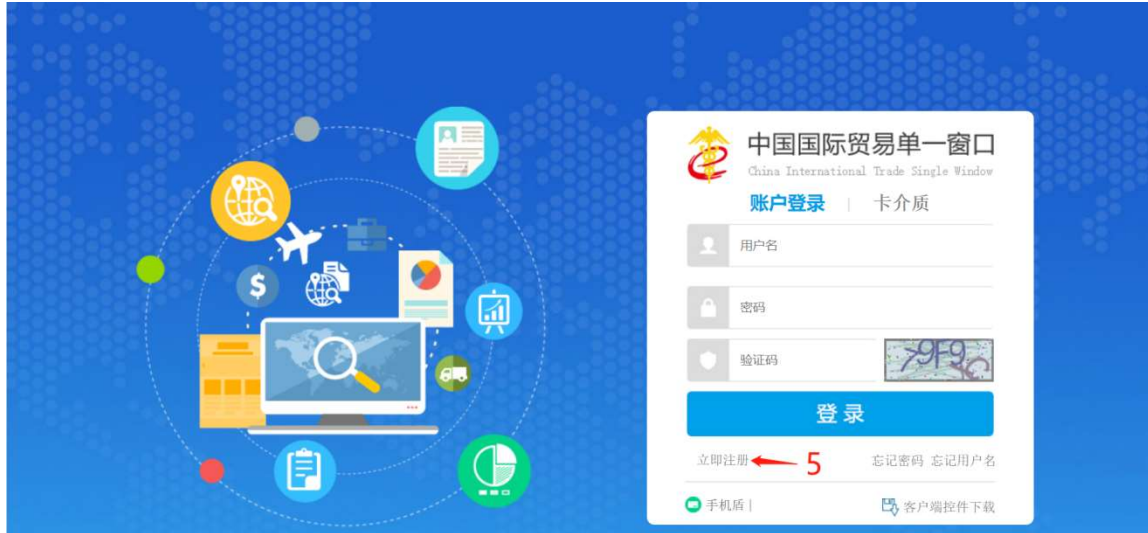 中国国际贸易单一窗口
China International Trade Single Window
账户登录 | 卡介质
用户名
密码
验证码
登录
立即注册 5 忘记密码 忘记用户名
手机盾 | 客户端控件下载
$